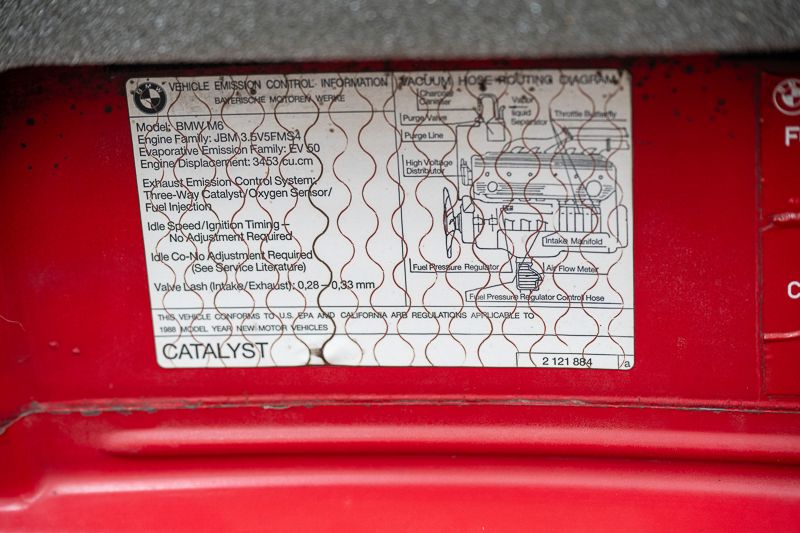 BMW
VEHICLE EMISSION CONTROL INFORMATION
BAYERISCHE MOTOREN WERKE
Model: BMW M6
Engine Family: JBM 3.5V5FMS4
Evaporative Emission Family: EV 50
Engine Displacement: 3453 cu.cm
Exhaust Emission Control System:
Three-Way Catalyst/Oxygen Sensor/
Fuel Injection
Idle Speed/Ignition Timing –
No Adjustment Required
Idle Co-No Adjustment Required
(See Service Literature)
Valve Lash (Intake/Exhaust): 0,28 – 0,33 mm
VACUUM HOSE ROUTING DIAGRAM
Charcoal
Canister
Purge Valve
Purge Line
High Voltage
Distributor
Vapor
liquid
Separator
Throttle Butterfly
Intake Manifold
Fuel Pressure Regulator
Air Flow Meter
Fuel Pressure Regulator Control Hose
THIS VEHICLE CONFORMS TO U.S. EPA AND CALIFORNIA ARB REGULATIONS APPLICABLE TO
1988 MODEL YEAR NEW MOTOR VEHICLES
CATALYST
2 121 884
a
F
C